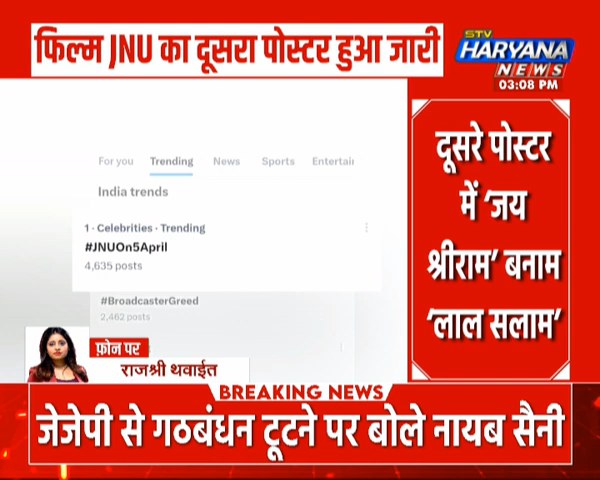 फिल्म JNU का दूसरा पोस्टर हुआ जारी
STV
HARYANA
NEWS
03:08 PM
For you Trending News Sports Entertain
India trends
1 · Celebrities · Trending
#JNUOn5April
4,635 posts
#BroadcasterGreed
2,462 posts
दूसरे पोस्टर
में ‘जय
श्रीराम’ बनाम
‘लाल सलाम’
फ़ोन पर
राजश्री थवाईत
BREAKING NEWS
जेजेपी से गठबंधन टूटने पर बोले नायब सैनी